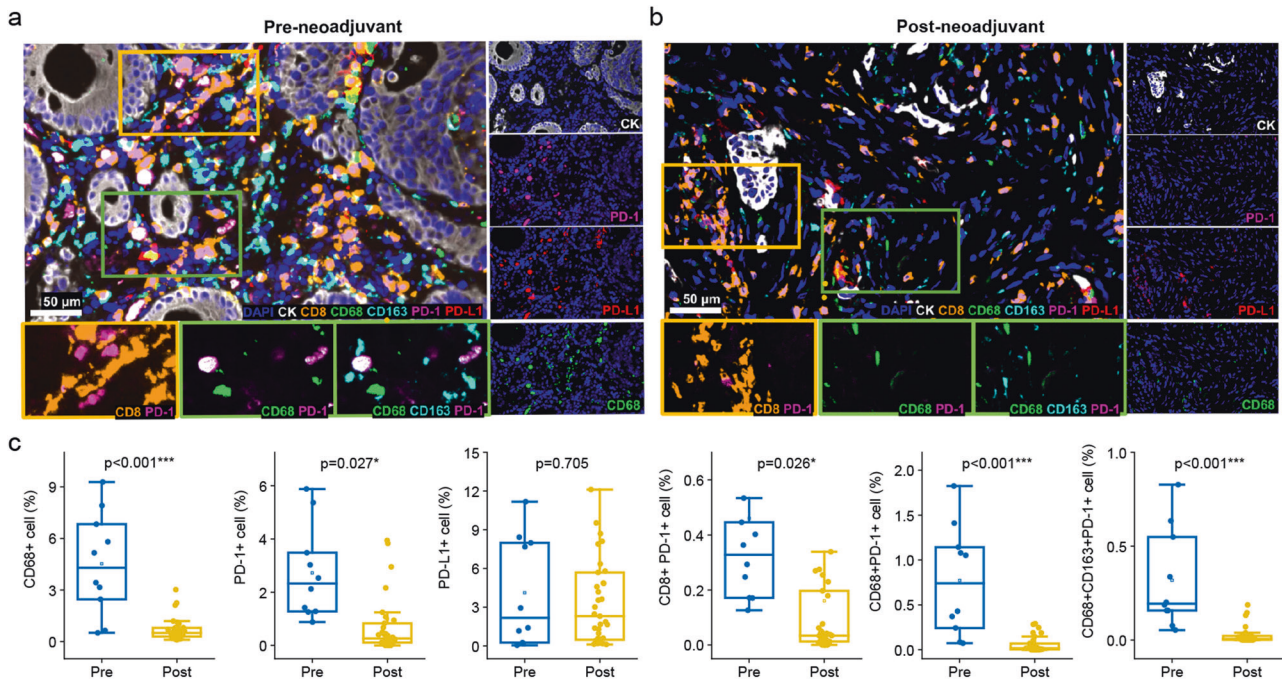 a
Pre-neoadjuvant
CK
PD-1
PD-L1
50 µm
DAPI CK CD8 CD68 CD163 PD-1 PD-L1
CD8 PD-1
CD68 PD-1
CD68 CD163 PD-1
CD68
b
Post-neoadjuvant
CK
PD-1
PD-L1
50 µm
DAPI CK CD8 CD68 CD163 PD-1 PD-L1
CD8 PD-1
CD68 PD-1
CD68 CD163 PD-1
CD68
c
CD68+ cell (%)
p<0.001***
9
6
3
0
Pre
Post
PD-1+ cell (%)
p=0.027*
6
4
2
0
Pre
Post
PD-L1+ cell (%)
p=0.705
15
12
9
6
3
0
Pre
Post
CD8+ PD-1+ cell (%)
p=0.026*
0.6
0.4
0.2
0.0
Pre
Post
CD68+PD-1+ cell (%)
p<0.001***
2.0
1.5
1.0
0.5
0.0
Pre
Post
CD68+CD163+PD-1+ cell (%)
p<0.001***
1.0
0.5
0.0
Pre
Post